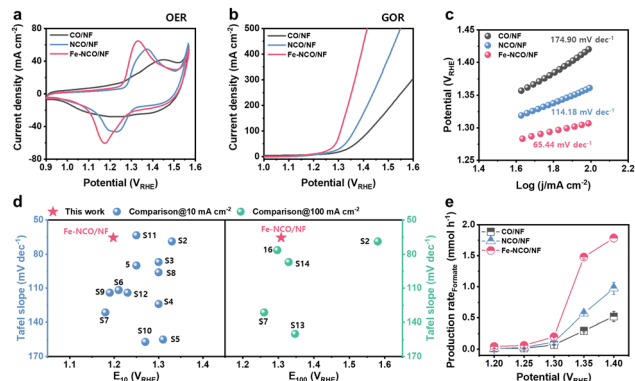 a
OER
CO/NF
NCO/NF
Fe-NCO/NF
Current density (mA cm⁻²)
80
40
0
-40
-80
0.9 1.0 1.1 1.2 1.3 1.4 1.5 1.6
Potential (V_RHE)
b
GOR
CO/NF
NCO/NF
Fe-NCO/NF
Current density (mA cm⁻²)
500
400
300
200
100
0
1.0 1.1 1.2 1.3 1.4 1.5 1.6
Potential (V_RHE)
c
CO/NF
NCO/NF
Fe-NCO/NF
174.90 mV dec⁻¹
114.18 mV dec⁻¹
65.44 mV dec⁻¹
Potential (V_RHE)
1.45
1.40
1.35
1.30
1.25
1.5 1.6 1.7 1.8 1.9 2.0 2.1
Log (j/mA cm⁻²)
d
This work
Comparison@10 mA cm⁻²
Comparison@100 mA cm⁻²
Tafel slope (mV dec⁻¹)
50
80
110
140
170
Fe-NCO/NF
S11
S2
5
S3
S8
S6
S9
S12
S4
S7
S10
S5
1.1 1.2 1.3 1.4
E₁₀ (V_RHE)
Fe-NCO/NF
16
S2
S14
S7
S13
1.2 1.3 1.4 1.5 1.6
E₁₀₀ (V_RHE)
50
80
110
140
170
Tafel slope (mV dec⁻¹)
e
CO/NF
NCO/NF
Fe-NCO/NF
Production rate_Formate (mmol h⁻¹)
2.0
1.5
1.0
0.5
0.0
1.20 1.25 1.30 1.35 1.40
Potential (V_RHE)